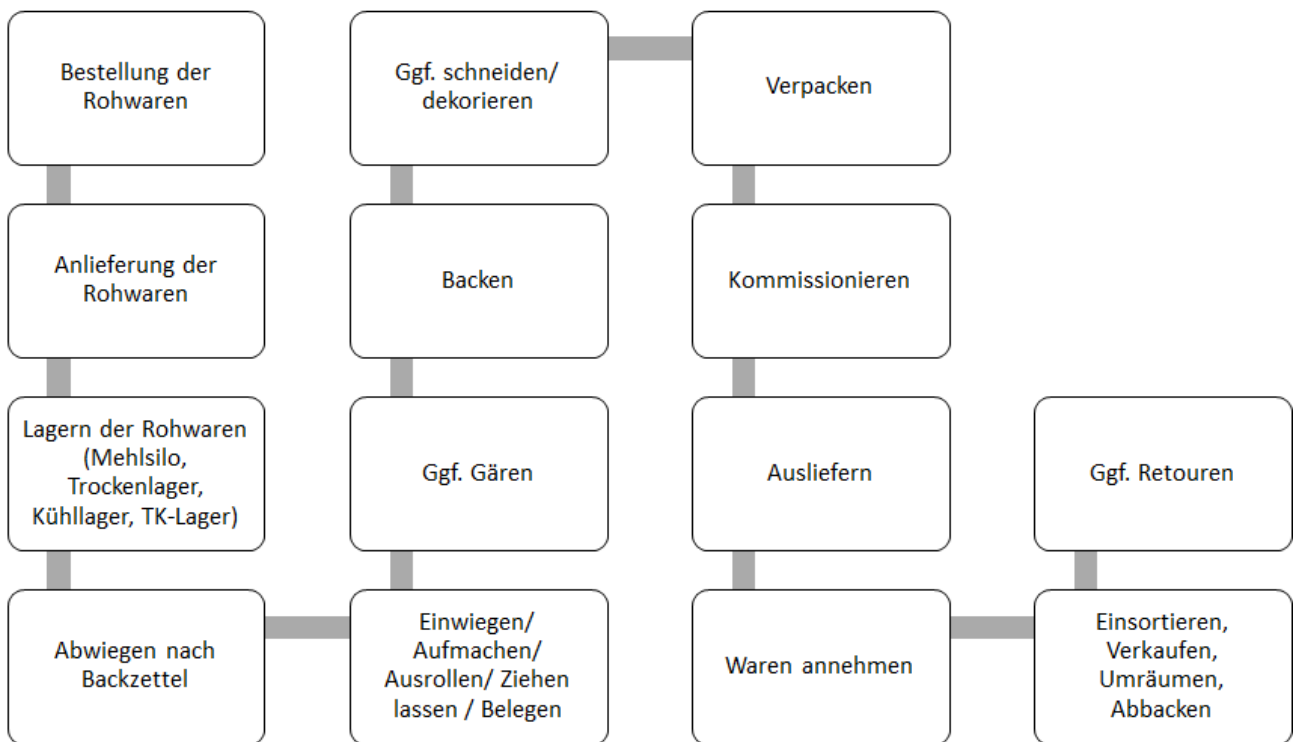 Bestellung der
Rohwaren
Anlieferung der
Rohwaren
Lagern der Rohwaren
(Mehlsilo,
Trockenlager,
Kühllager, TK-Lager)
Abwiegen nach
Backzettel
Einwiegen/
Aufmachen/
Ausrollen/ Ziehen
lassen / Belegen
Ggf. Gären
Backen
Ggf. schneiden/
dekorieren
Verpacken
Kommissionieren
Ausliefern
Waren annehmen
Einsortieren,
Verkaufen,
Umräumen,
Abbacken
Ggf. Retouren